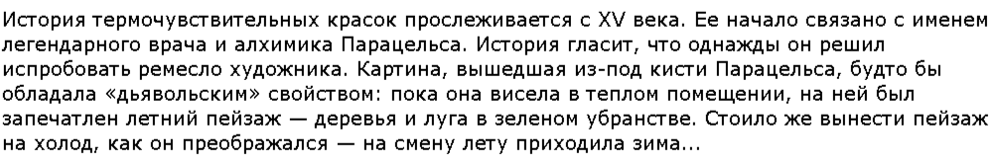 История термочувствительных красок прослеживается с XV века. Ее начало связано с именем
легендарного врача и алхимика Парацельса. История гласит, что однажды он решил
испробовать ремесло художника. Картина, вышедшая из-под кисти Парацельса, будто бы
обладала «дьявольским» свойством: пока она висела в теплом помещении, на ней был
запечатлен летний пейзаж — деревья и луга в зеленом убранстве. Стоило же вынести пейзаж
на холод, как он преображался — на смену лету приходила зима...